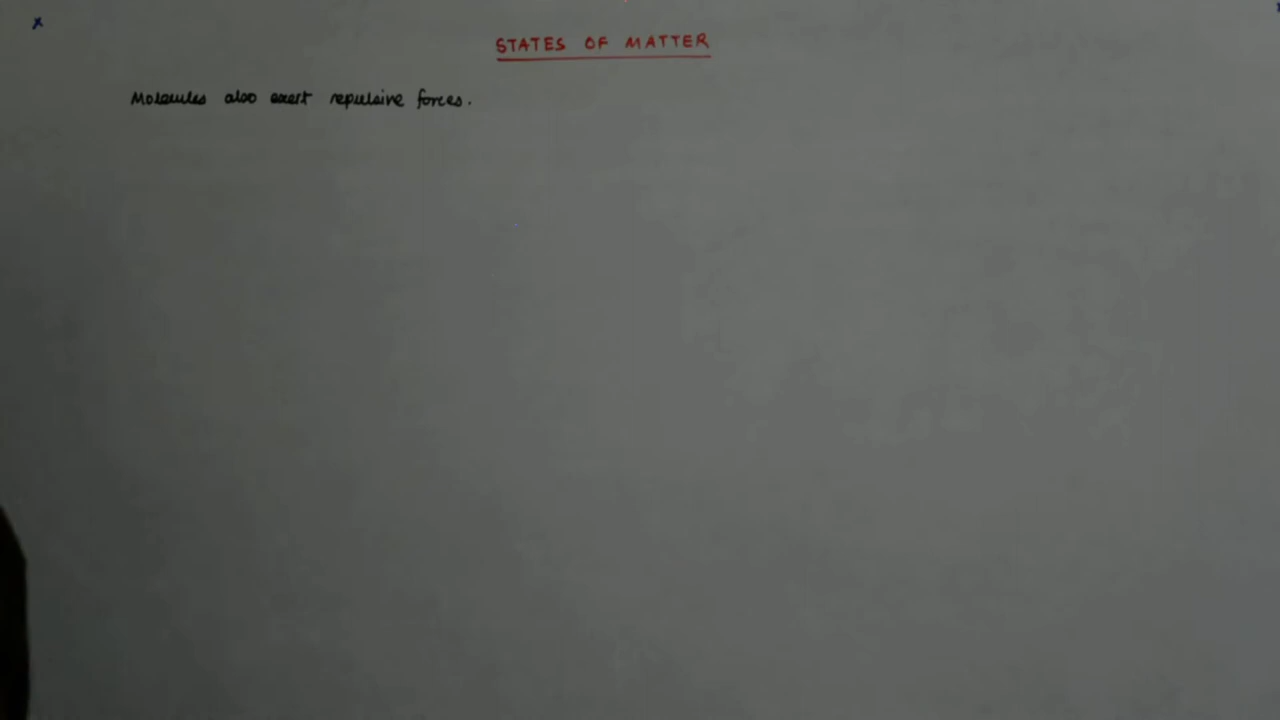 x
STATES OF MATTER
Molecules also exert repulsive forces.